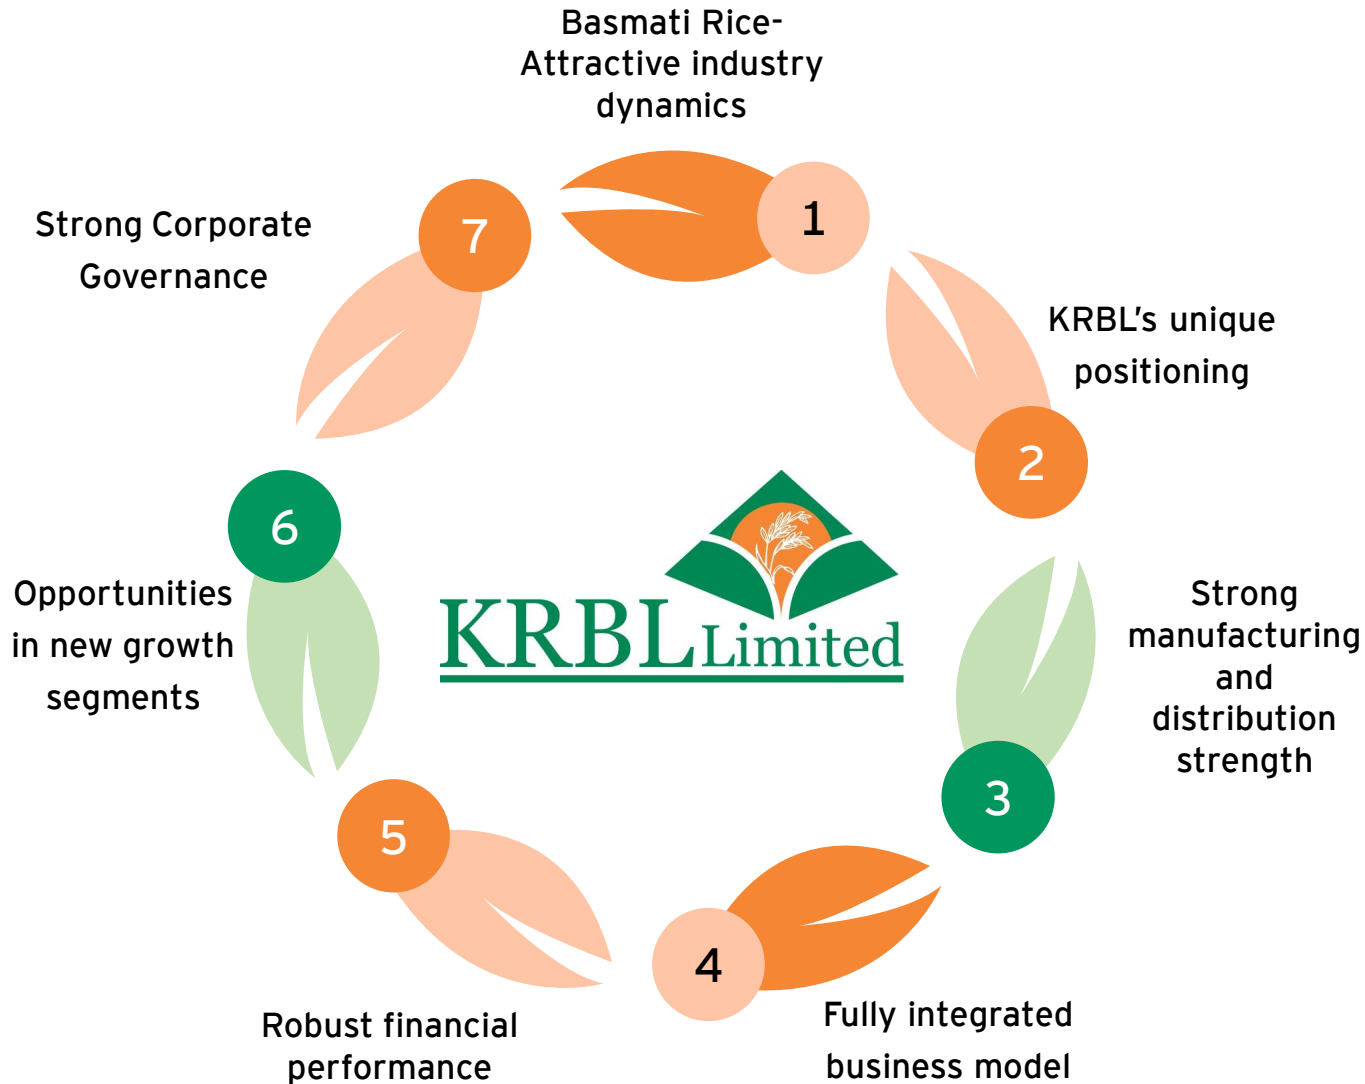 Basmati Rice-
Attractive industry
dynamics
1
KRBL's unique
positioning
2
Strong
manufacturing
and
distribution
strength
3
Fully integrated
business model
4
Robust financial
performance
5
Opportunities
in new growth
segments
6
Strong Corporate
Governance
7
KRBL Limited